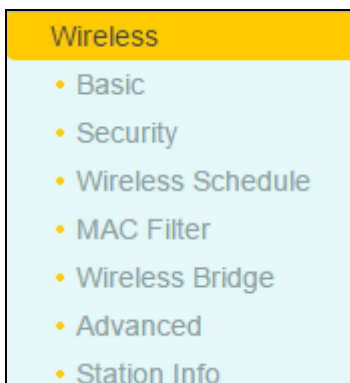 Wireless
Basic
Security
Wireless Schedule
MAC Filter
Wireless Bridge
Advanced
Station Info